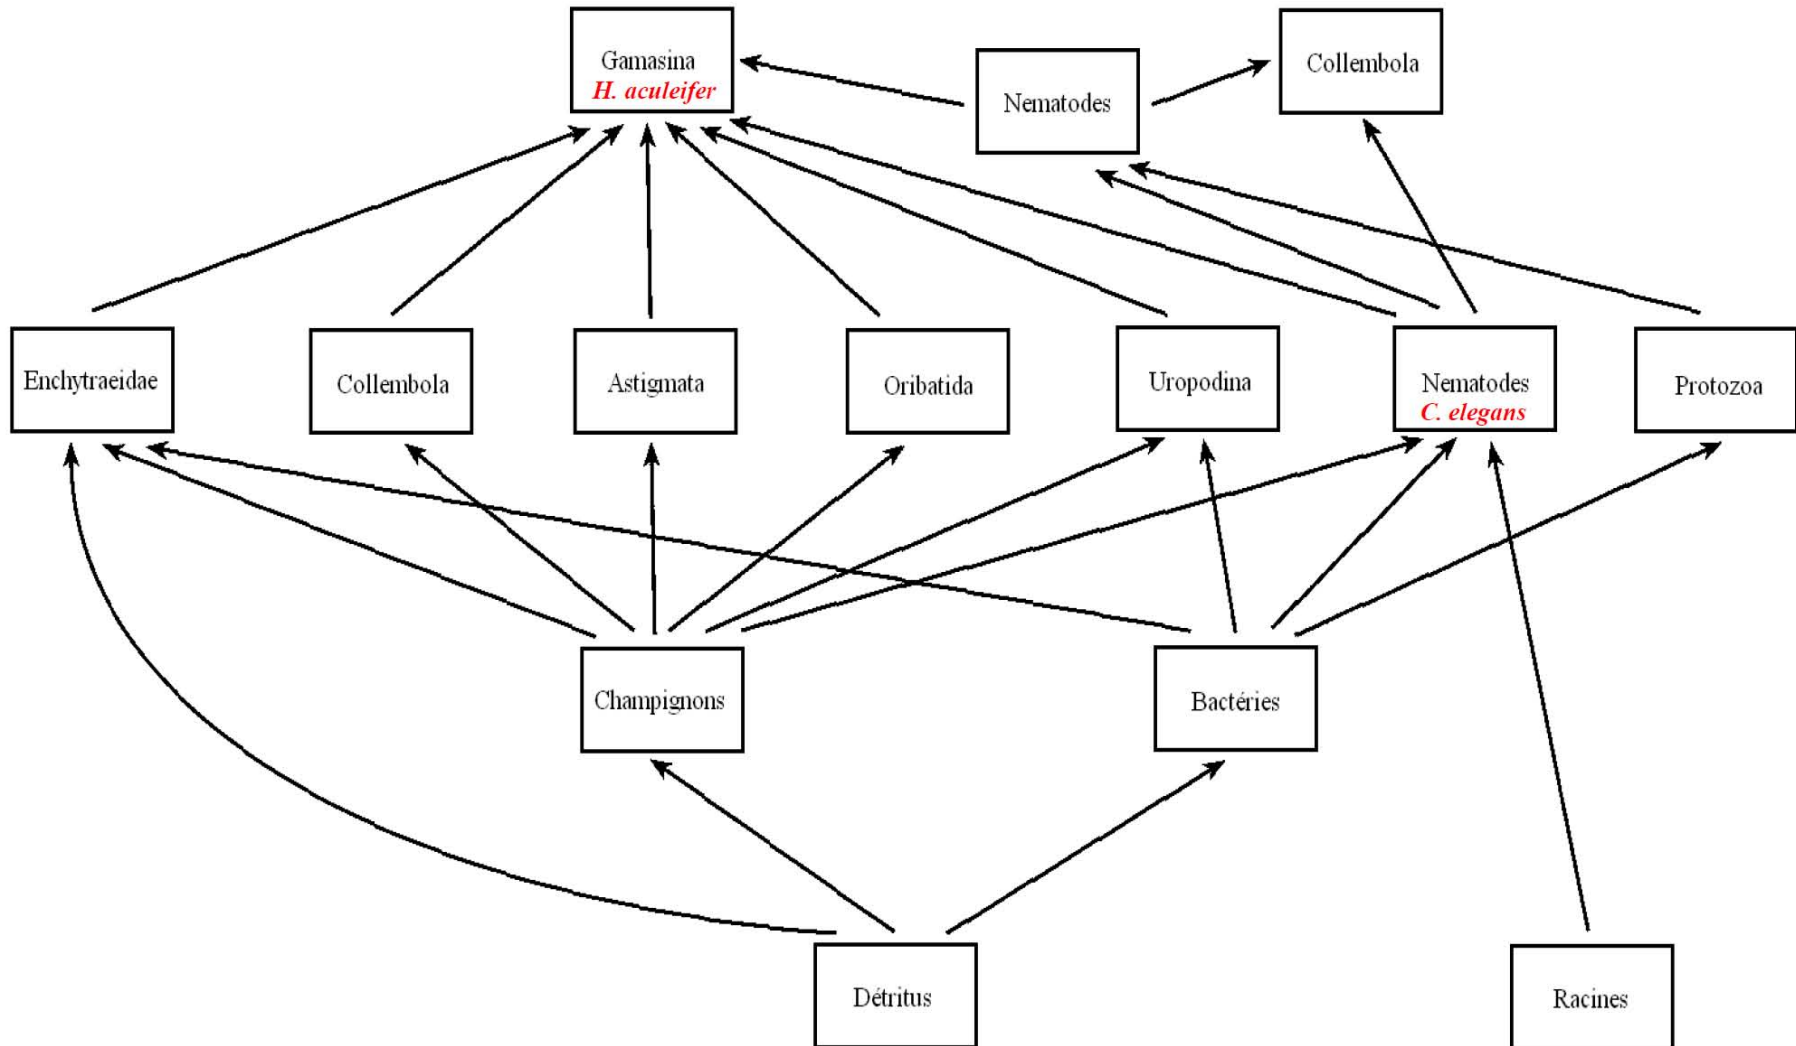 Gamasina
H. aculeifer
Nematodes
Collembola
Enchytraeidae
Collembola
Astigmata
Oribatida
Uropodina
Nematodes
C. elegans
Protozoa
Champignons
Bactéries
Détritus
Racines